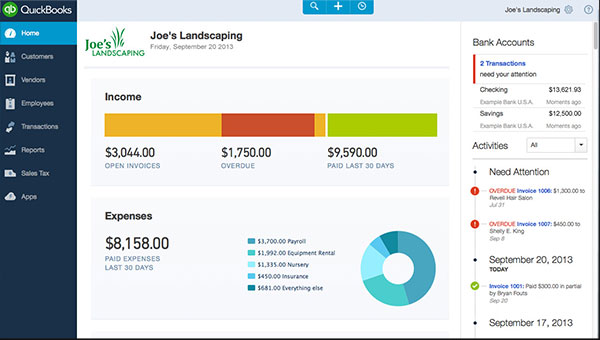 QuickBooks
Joe's Landscaping
Home
Customers
Vendors
Employees
Transactions
Reports
Sales Tax
Apps
Joe's
LANDSCAPING
Joe's Landscaping
Friday, September 20 2013
Income
$3,044.00
OPEN INVOICES
$1,750.00
OVERDUE
$9,590.00
PAID LAST 30 DAYS
Expenses
$8,158.00
PAID EXPENSES
LAST 30 DAYS
$3,700.00 Payroll
$1,992.00 Equipment Rental
$1,335.00 Nursery
$450.00 Insurance
$681.00 Everything else
Bank Accounts
2 Transactions
need your attention
Checking $13,621.93
Example Bank U.S.A. Moments ago
Savings $12,500.00
Example Bank U.S.A. Moments ago
Activities All
Need Attention
OVERDUE Invoice 1006: $1,300.00 to
Revell Hair Salon
Jul 31
OVERDUE Invoice 1007: $450.00 to
Shelly E. King
Sep 8
September 20, 2013
TODAY
Invoice 1001: Paid $300.00 in partial
by Bryan Fouts
Sep 20
September 17, 2013